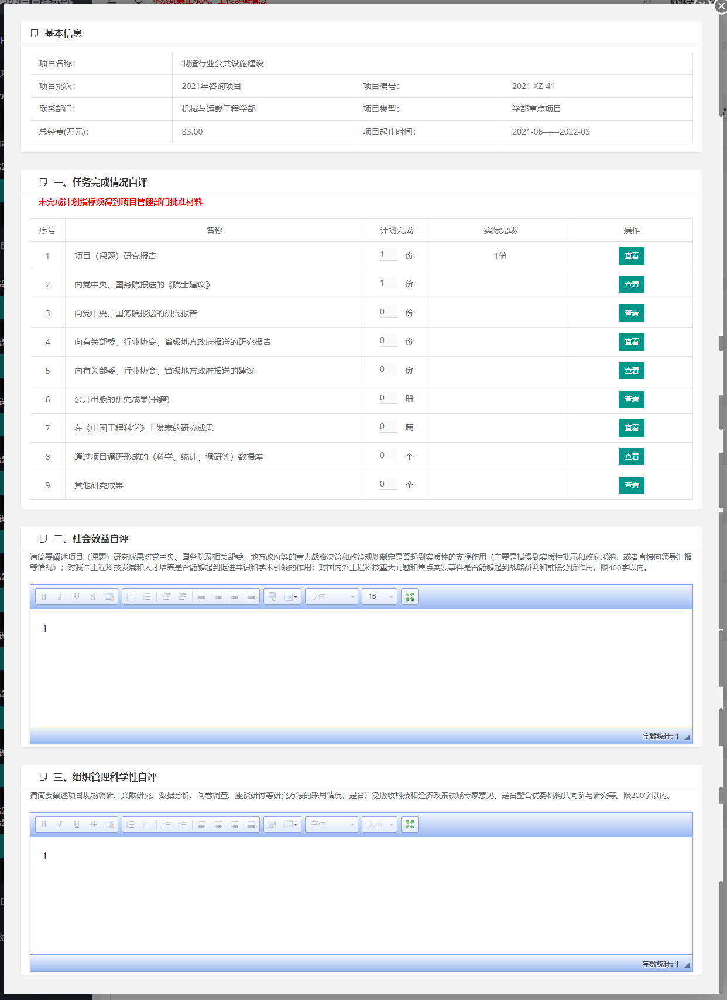 本系统禁止录入、上传涉密信息
基本信息
项目名称： 制造行业公共设施建设
项目批次： 2021年咨询项目 项目编号： 2021-XZ-41
联系部门： 机械与运载工程学部 项目类型： 学部重点项目
总经费(万元)： 83.00 项目起止时间： 2021-06——2022-03
一、任务完成情况自评
未完成计划指标须得到项目管理部门批准材料
序号 名称 计划完成 实际完成 操作
1 项目（课题）研究报告 1 份 1份 查看
2 向党中央、国务院报送的《院士建议》 1 份 查看
3 向党中央、国务院报送的研究报告 0 份 查看
4 向有关部委、行业协会、省级地方政府报送的研究报告 0 份 查看
5 向有关部委、行业协会、省级地方政府报送的建议 0 份 查看
6 公开出版的研究成果(书籍) 0 册 查看
7 在《中国工程科学》上发表的研究成果 0 篇 查看
8 通过项目调研形成的（科学、统计、调研等）数据库 0 个 查看
9 其他研究成果 0 个 查看
二、社会效益自评
请简要阐述项目（课题）研究成果对党中央、国务院及相关部委、地方政府等的重大战略决策和政策规划制定是否起到实质性的支撑作用（主要是指得到实质性批示和政府采纳，或者直接向领导汇报
等情况）；对我国工程科技发展和人才培养是否能够起到促进共识和学术引领的作用；对国内外工程科技重大问题和焦点突发事件是否能够起到战略研判和前瞻分析作用。限400字以内。
B I U S 字体 16
1
字数统计: 1
三、组织管理科学性自评
请简要阐述项目现场调研、文献研究、数据分析、问卷调查、座谈研讨等研究方法的采用情况；是否广泛吸收科技和经济政策领域专家意见、是否整合优势机构共同参与研究等。限200字以内。
B I U S 字体 大小
1
字数统计: 1